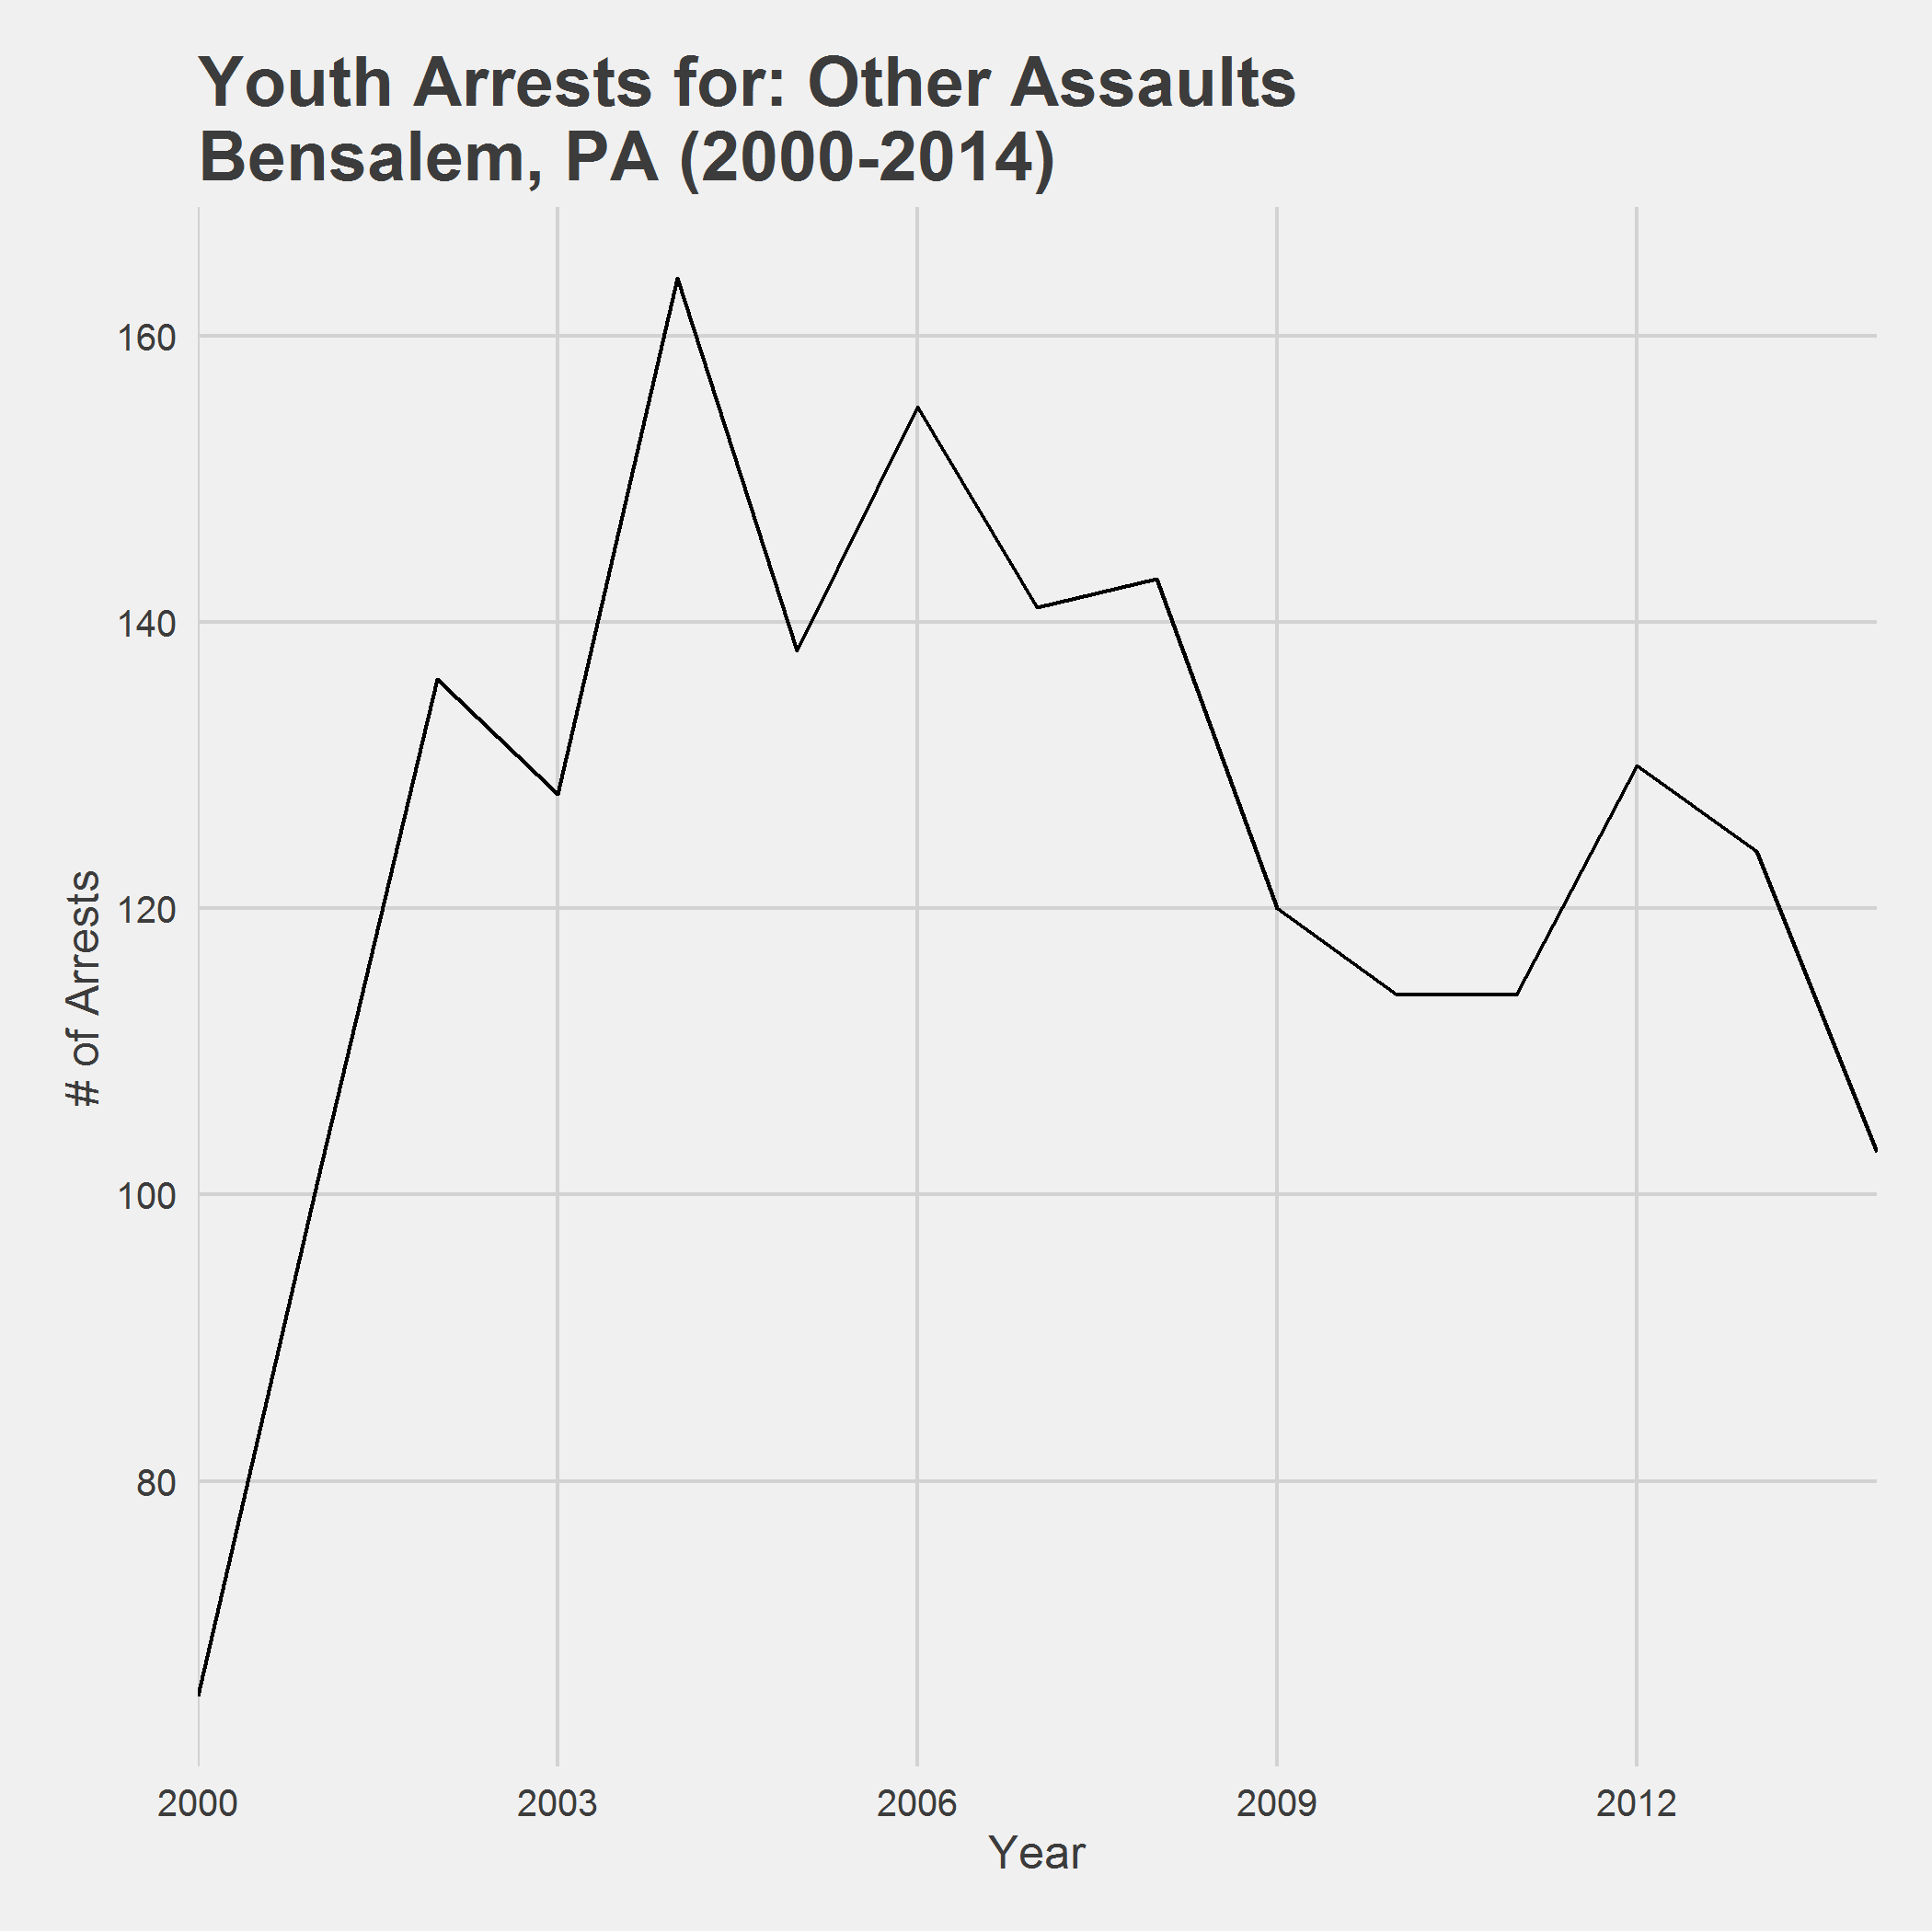 Youth Arrests for: Other Assaults
Bensalem, PA (2000-2014)
160
140
120
100
80
# of Arrests
2000 2003 2006 2009 2012
Year